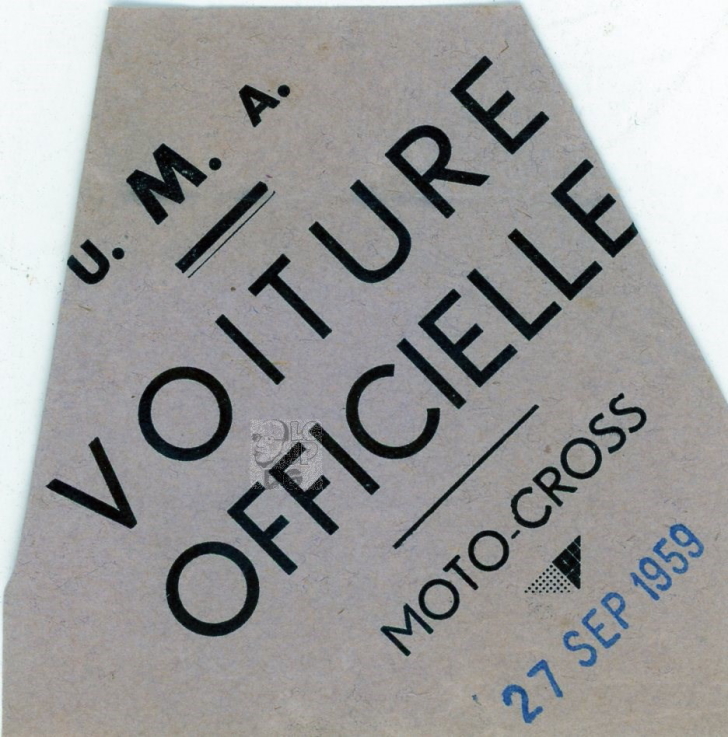 U. M. A.
VOITURE
OFFICIELLE
MOTO-CROSS
27 SEP 1959